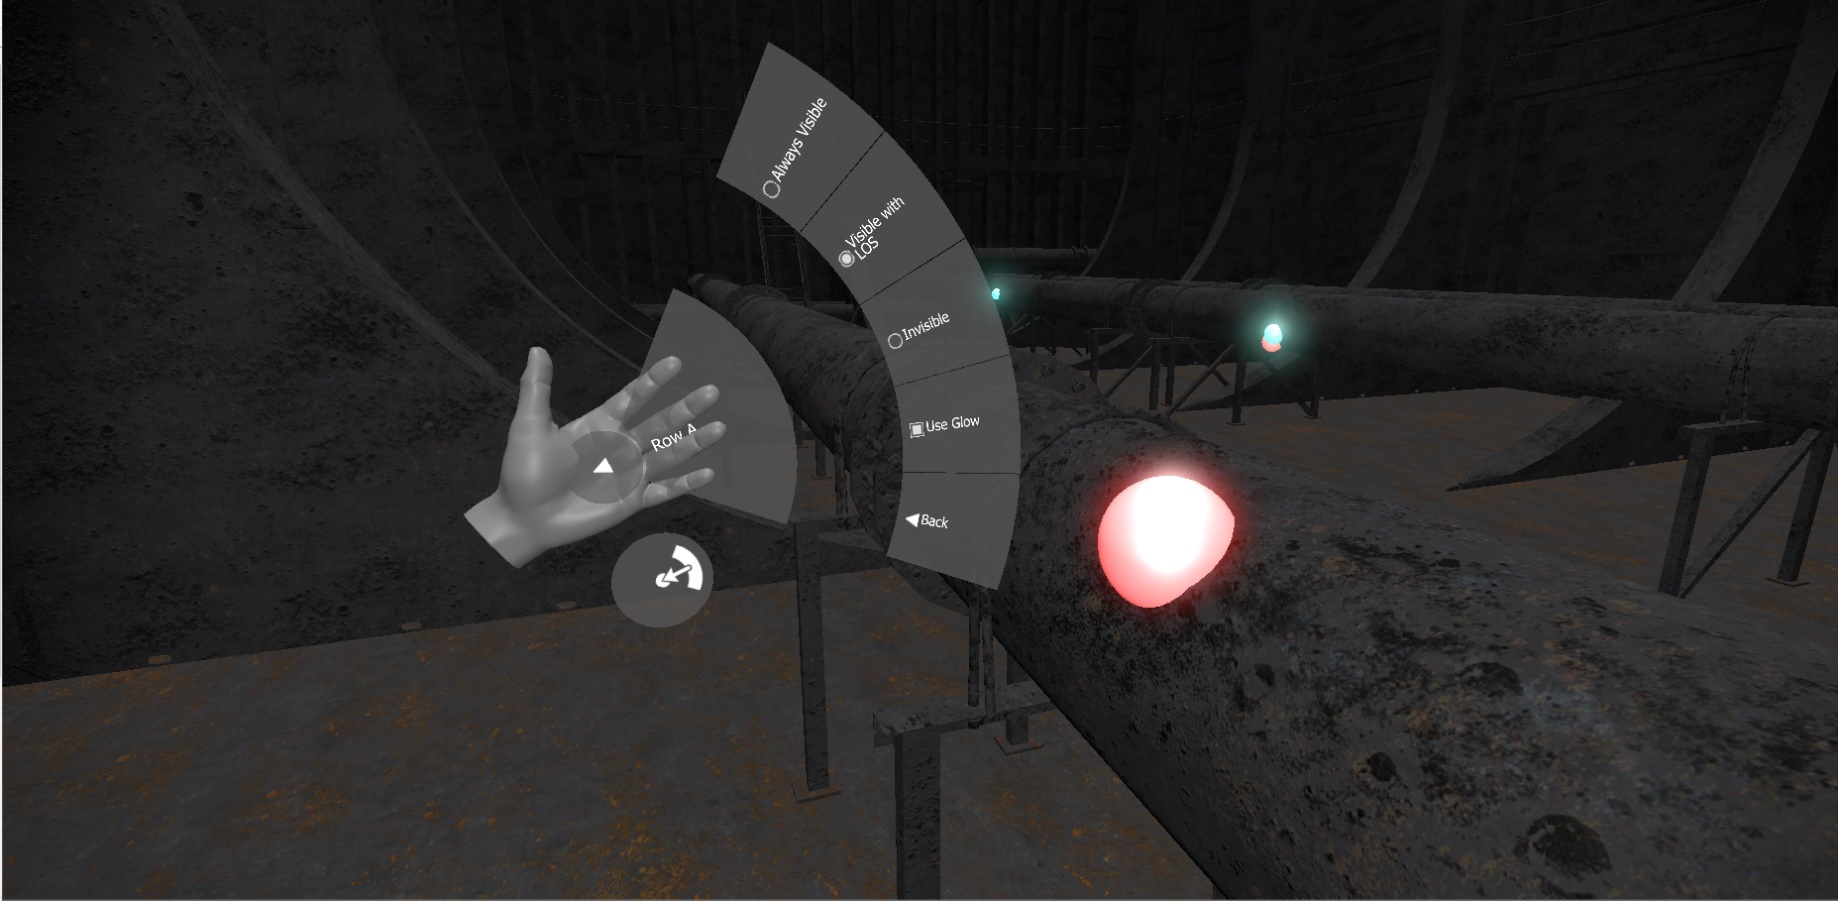 Always Visible
Visible with
LOS
Invisible
Use Glow
Back
Row A